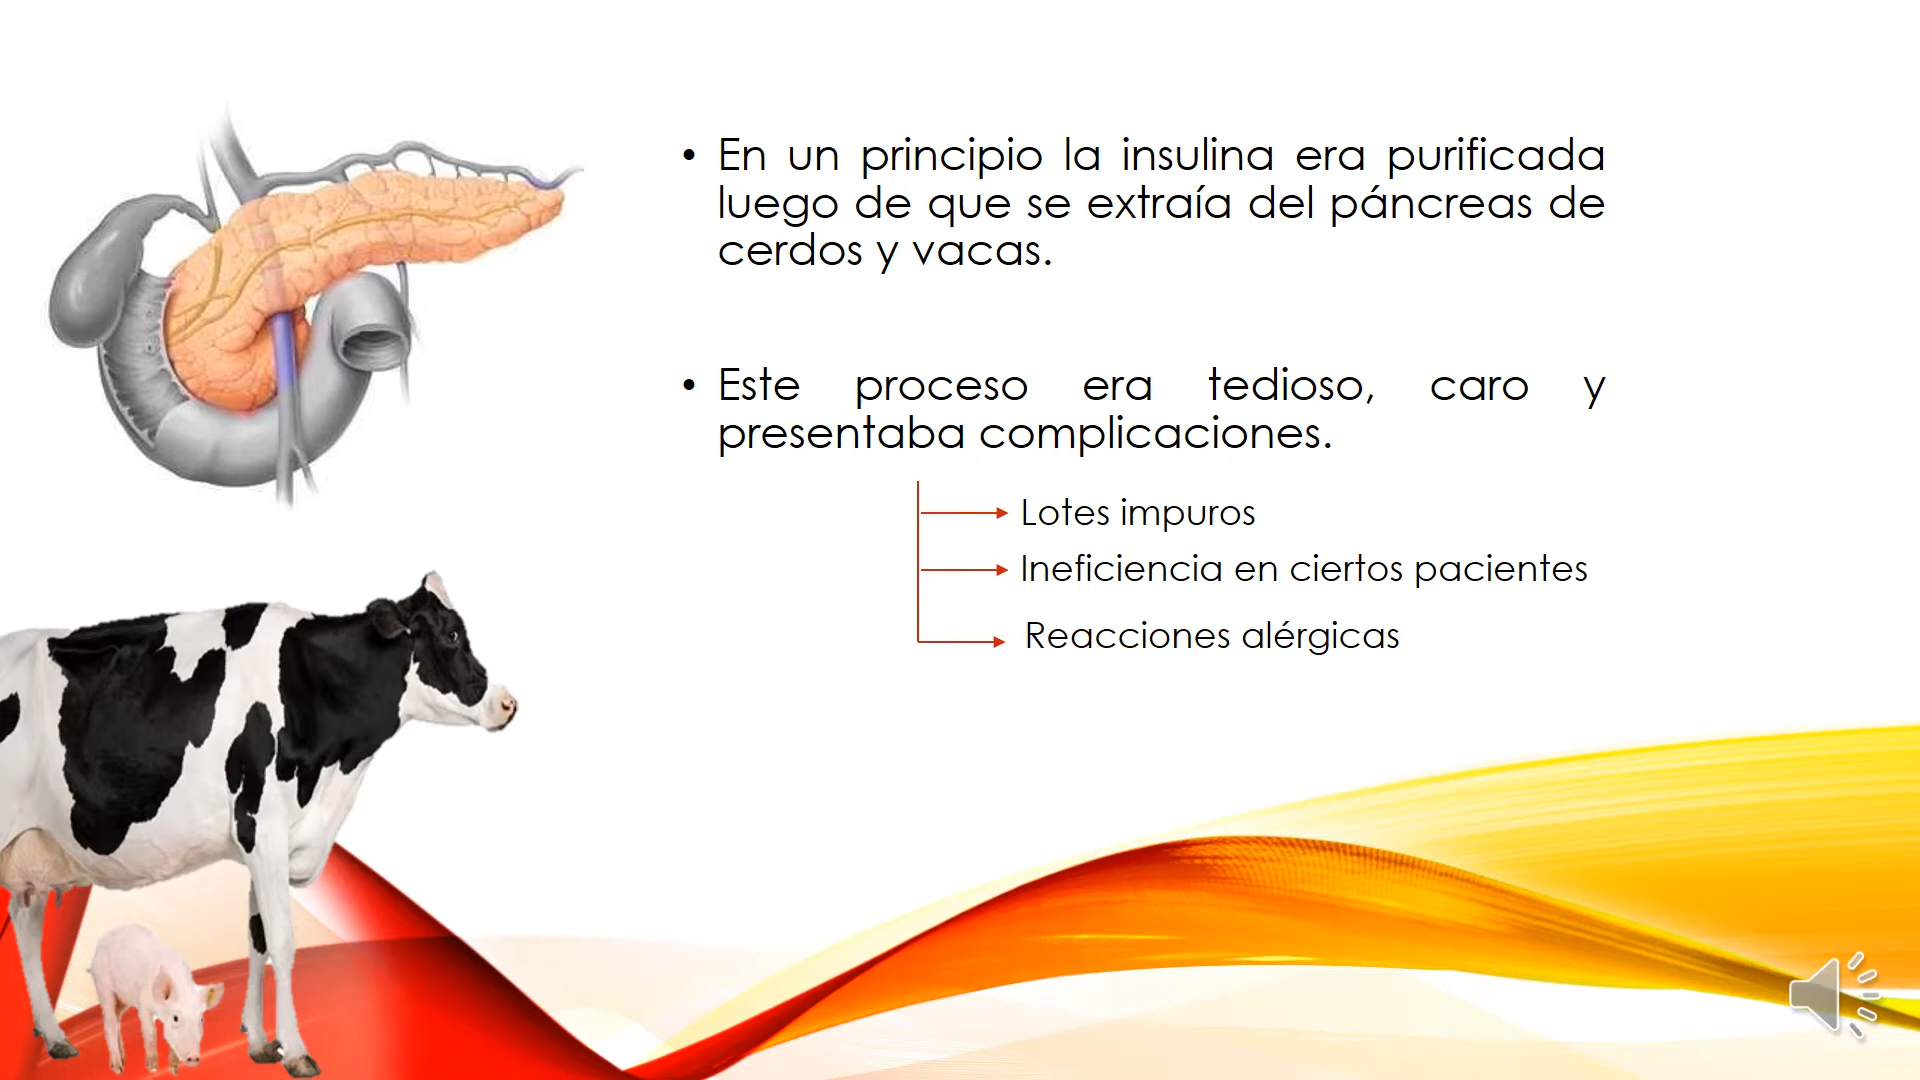 • En un principio la insulina era purificada
luego de que se extraía del páncreas de
cerdos y vacas.
• Este proceso era tedioso, caro y
presentaba complicaciones.
Lotes impuros
Ineficiencia en ciertos pacientes
Reacciones alérgicas